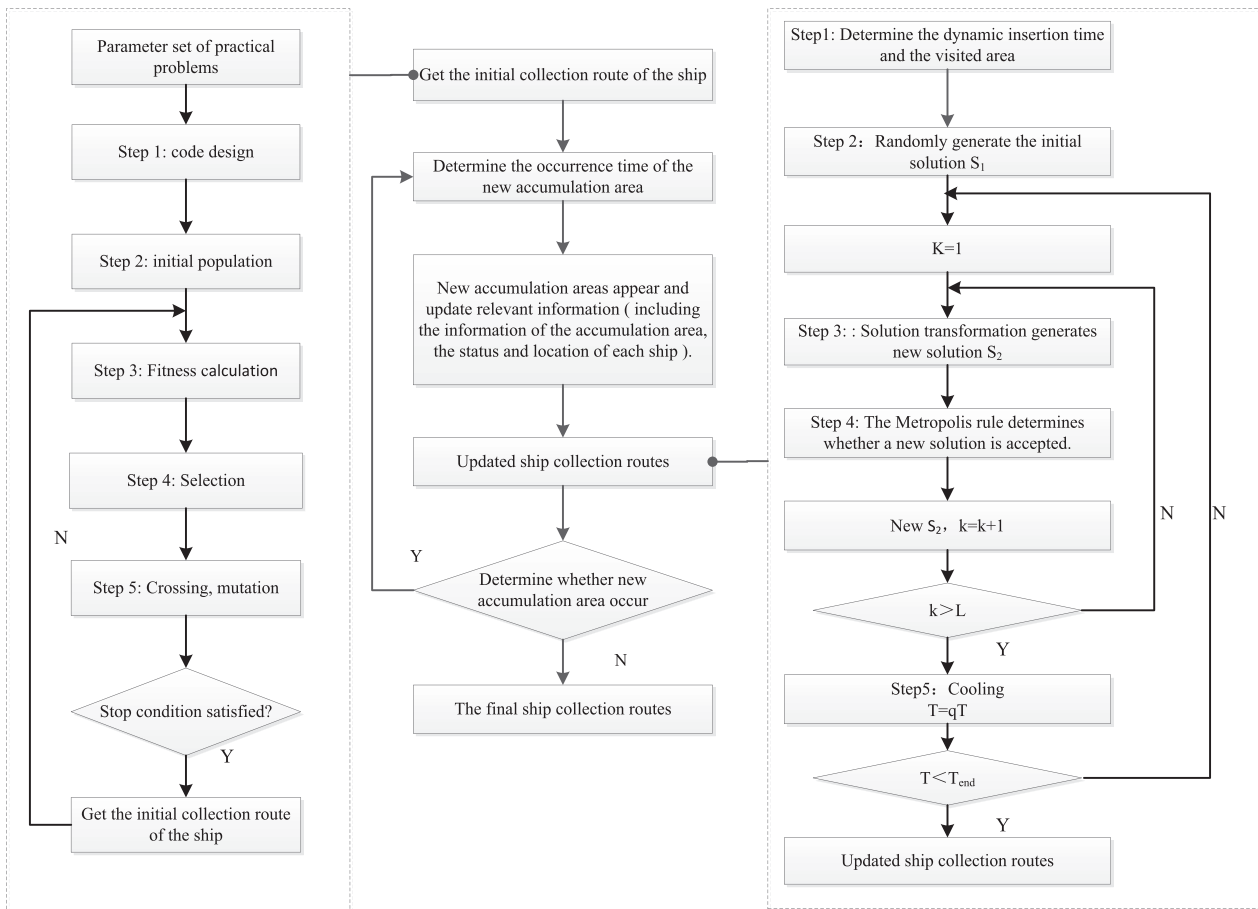 Parameter set of practical
problems
Step 1: code design
Step 2: initial population
Step 3: Fitness calculation
Step 4: Selection
N
Step 5: Crossing, mutation
Stop condition satisfied?
Y
Get the initial collection route
of the ship
Get the initial collection route of the ship
Determine the occurrence time of the
new accumulation area
New accumulation areas appear and
update relevant information ( including
the information of the accumulation area,
the status and location of each ship ).
Updated ship collection routes
Y
Determine whether new
accumulation area occur
N
The final ship collection routes
Step1: Determine the dynamic insertion time
and the visited area
Step 2：Randomly generate the initial
solution S₁
K=1
Step 3: : Solution transformation generates
new solution S₂
Step 4: The Metropolis rule determines
whether a new solution is accepted.
New S₂，k=k+1
N
N
k＞L
Y
Step5：Cooling
T=qT
T＜Tend
Y
Updated ship collection routes